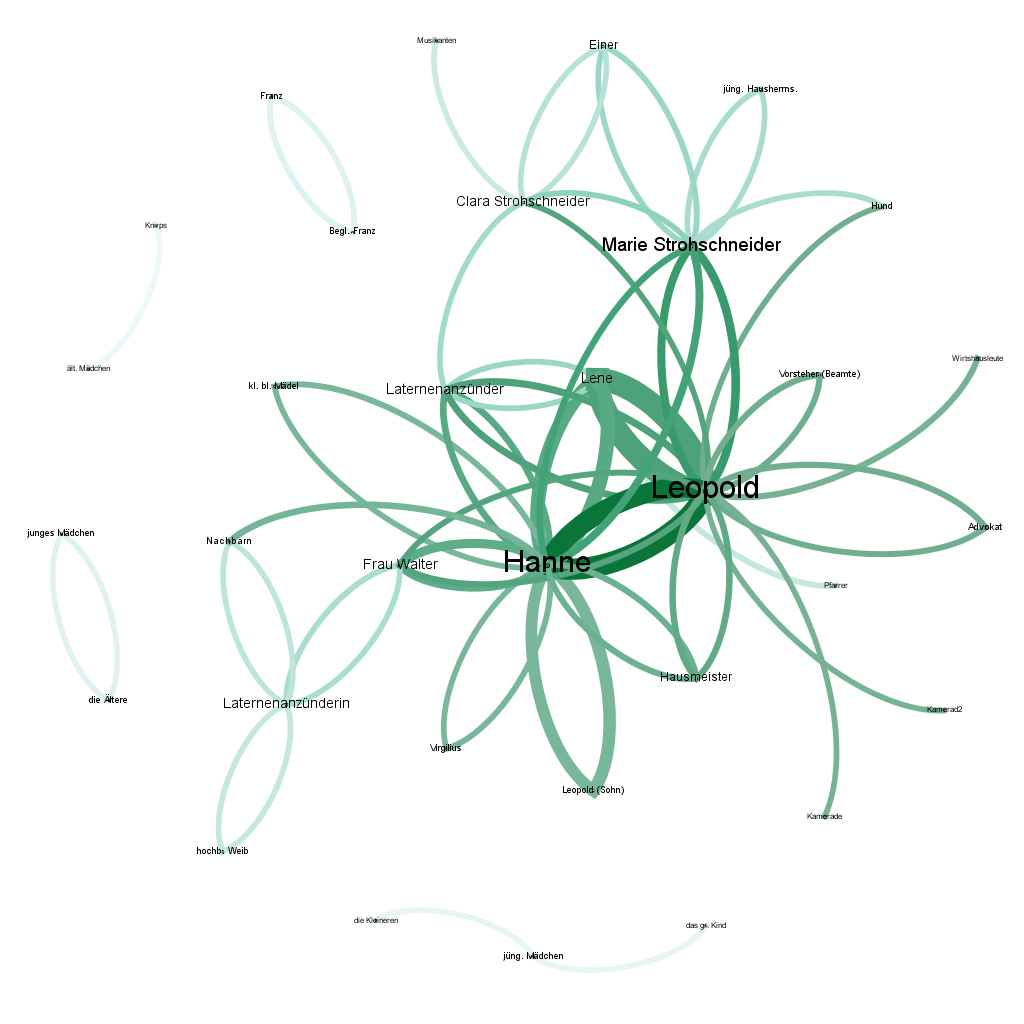 Musikanten
Einer
Franz
jüng. Hausherrns.
Clara Strohschneider
Hund
Knirps
Begl. Franz
Marie Strohschneider
Wirtshausleute
ält. Mädchen
Vorsteher (Beamte)
Lene
kl. bl. Mädel
Laternenanzünder
Leopold
Advokat
junges Mädchen
Nachbarn
Hanne
Frau Walter
Pfarrer
Hausmeister
die Ältere
Laternenanzünderin
Kamerad2
Virgilius
Leopold (Sohn)
Kamerade
hochb. Weib
die Kleineren
das gr. Kind
jüng. Mädchen